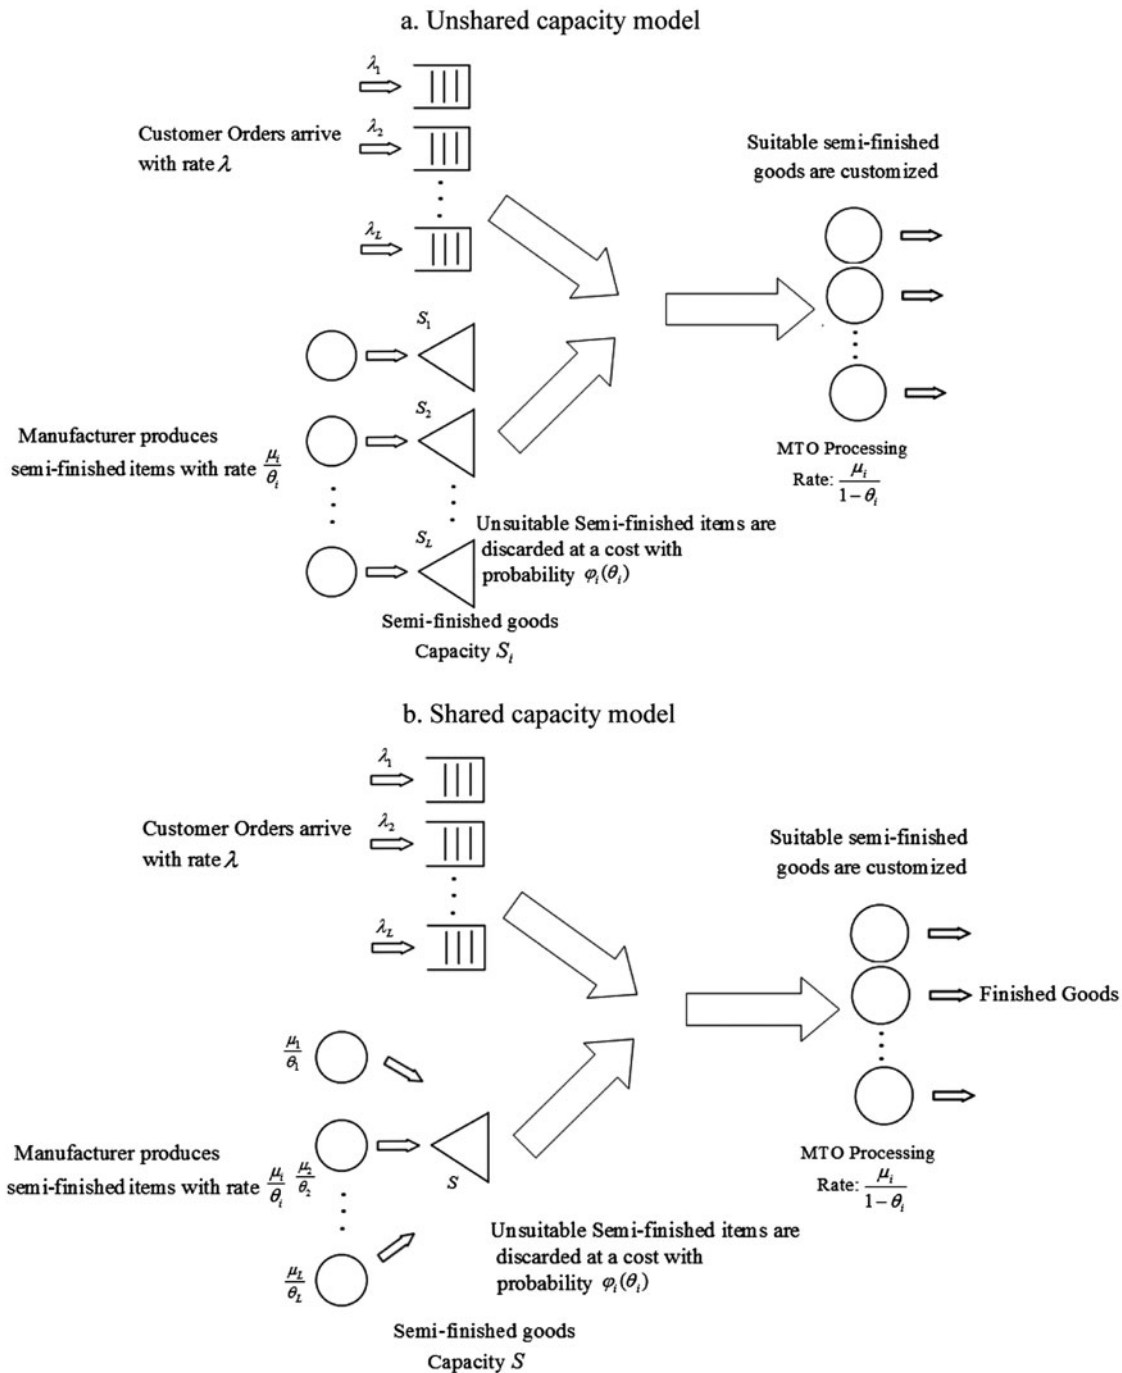 a. Unshared capacity model
λ₁
Customer Orders arrive
with rate λ
λ₂
λ_L
Suitable semi-finished
goods are customized
S₁
S₂
Manufacturer produces
semi-finished items with rate μᵢ/θᵢ
MTO Processing
Rate: μᵢ/(1−θᵢ)
S_L
Unsuitable Semi-finished items are
discarded at a cost with
probability φᵢ(θᵢ)
Semi-finished goods
Capacity Sᵢ
b. Shared capacity model
λ₁
Customer Orders arrive
with rate λ
λ₂
λ_L
Suitable semi-finished
goods are customized
Finished Goods
μ₁/θ₁
Manufacturer produces
semi-finished items with rate μᵢ/θᵢ
μ₂/θ₂
S
MTO Processing
Rate: μᵢ/(1−θᵢ)
Unsuitable Semi-finished items are
discarded at a cost with
probability φᵢ(θᵢ)
μ_L/θ_L
Semi-finished goods
Capacity S